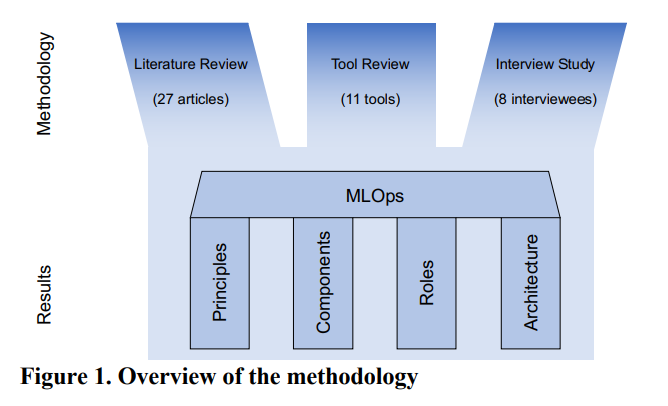 Methodology
Literature Review
(27 articles)
Tool Review
(11 tools)
Interview Study
(8 interviewees)
Results
MLOps
Principles
Components
Roles
Architecture
Figure 1. Overview of the methodology